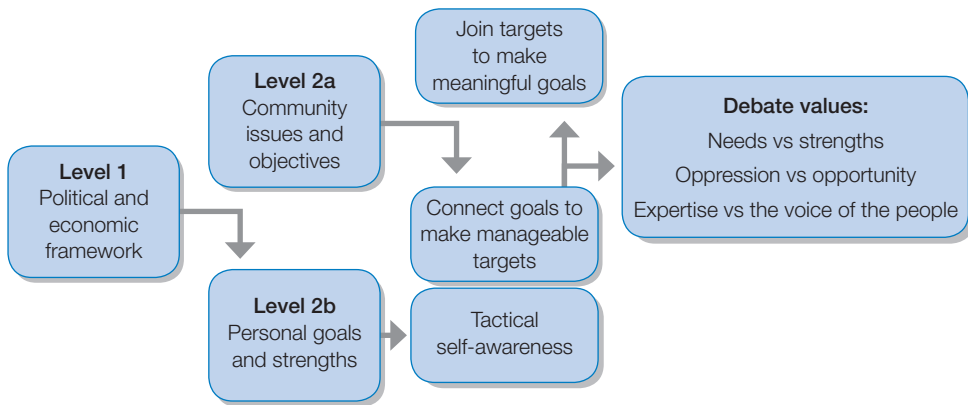 Level 1
Political and
economic
framework
Level 2a
Community
issues and
objectives
Level 2b
Personal goals
and strengths
Join targets
to make
meaningful goals
Connect goals to
make manageable
targets
Tactical
self-awareness
Debate values:
Needs vs strengths
Oppression vs opportunity
Expertise vs the voice of the people